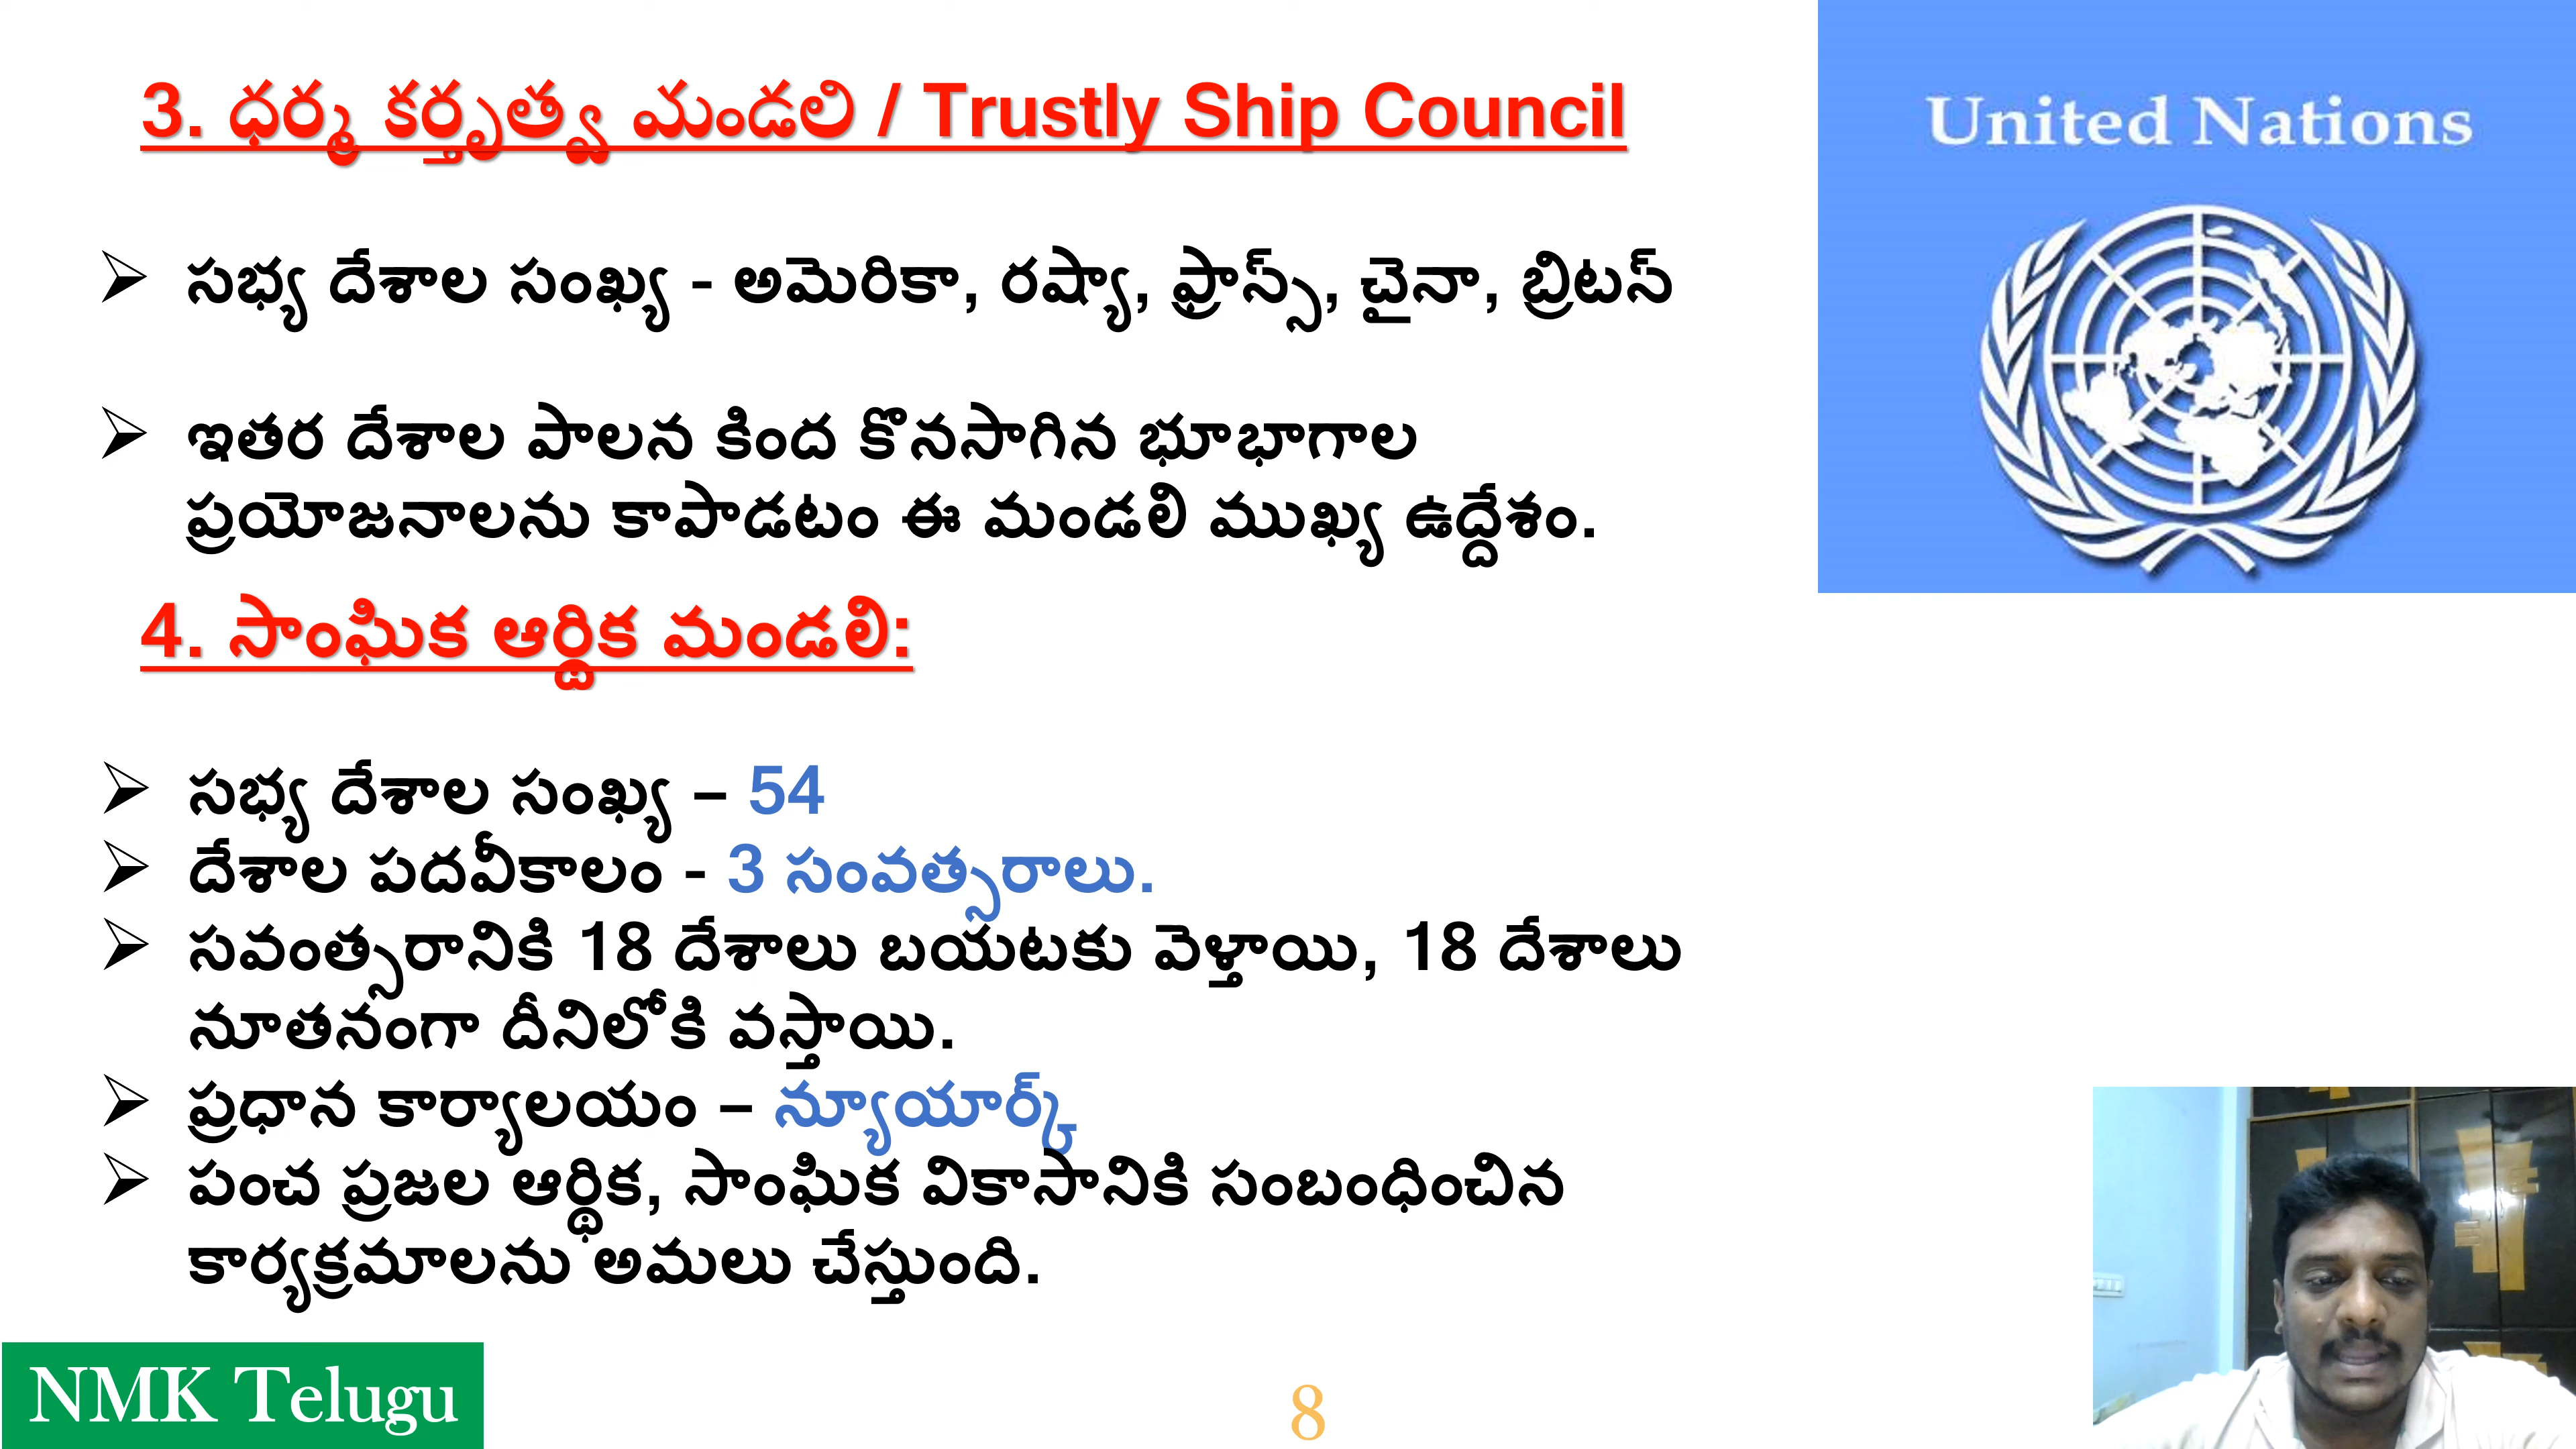 3. ధర్మ కర్తృత్వ మండలి / Trustly Ship Council
United Nations
➢ సభ్య దేశాల సంఖ్య - అమెరికా, రష్యా, ఫ్రాన్స్, చైనా, బ్రిటన్
➢ ఇతర దేశాల పాలన కింద కొనసాగిన భూభాగాల
ప్రయోజనాలను కాపాడటం ఈ మండలి ముఖ్య ఉద్దేశం.
4. సాంఘిక ఆర్ధిక మండలి:
➢ సభ్య దేశాల సంఖ్య – 54
➢ దేశాల పదవీకాలం - 3 సంవత్సరాలు.
➢ సవంత్సరానికి 18 దేశాలు బయటకు వెళ్తాయి, 18 దేశాలు
నూతనంగా దీనిలోకి వస్తాయి.
➢ ప్రధాన కార్యాలయం – న్యూయార్క్
➢ పంచ ప్రజల ఆర్థిక, సాంఘిక వికాసానికి సంబంధించిన
కార్యక్రమాలను అమలు చేస్తుంది.
NMK Telugu
8